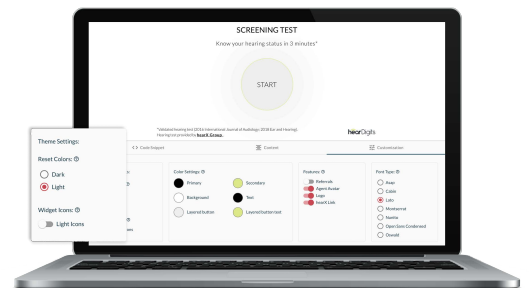 SCREENING TEST
Know your hearing status in 3 minutes*
START
*Validated hearing test (2016 International Journal of Audiology; 2018 Ear and Hearing).
Hearing test provided by hearX Group.
hearDigits
<> Code Snippet
Content
Customisation
Theme Settings:
Reset Colors:
Dark
Light
Widget Icons:
Light Icons
Color Settings:
Primary
Secondary
Background
Text
Layered button
Layered button text
Features:
Referrals
Agent Avatar
Logo
hearX Link
Font Type:
Asap
Cabin
Lato
Montserrat
Nunito
Open Sans Condensed
Oswald